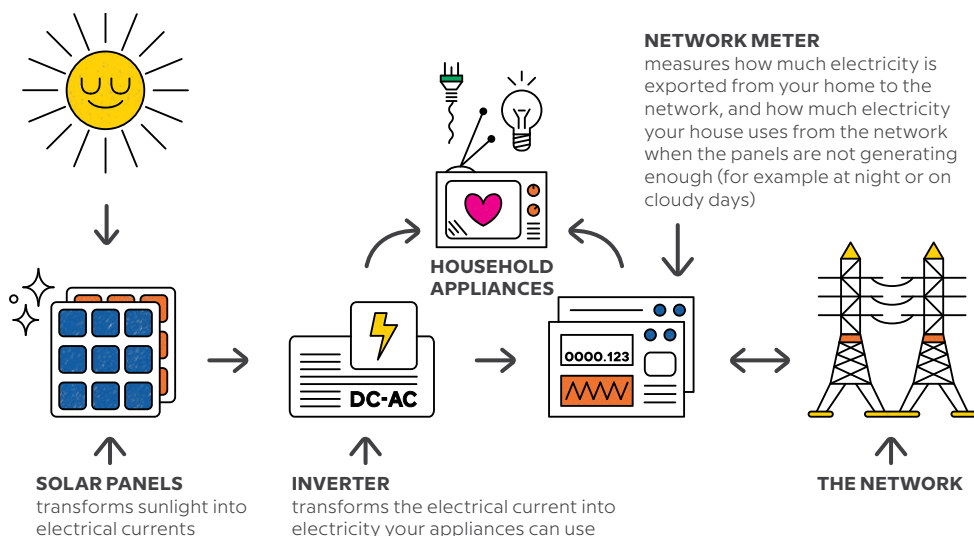 NETWORK METER
measures how much electricity is
exported from your home to the
network, and how much electricity
your house uses from the network
when the panels are not generating
enough (for example at night or on
cloudy days)
HOUSEHOLD
APPLIANCES
0000.123
DC-AC
SOLAR PANELS
transforms sunlight into
electrical currents
INVERTER
transforms the electrical current into
electricity your appliances can use
THE NETWORK